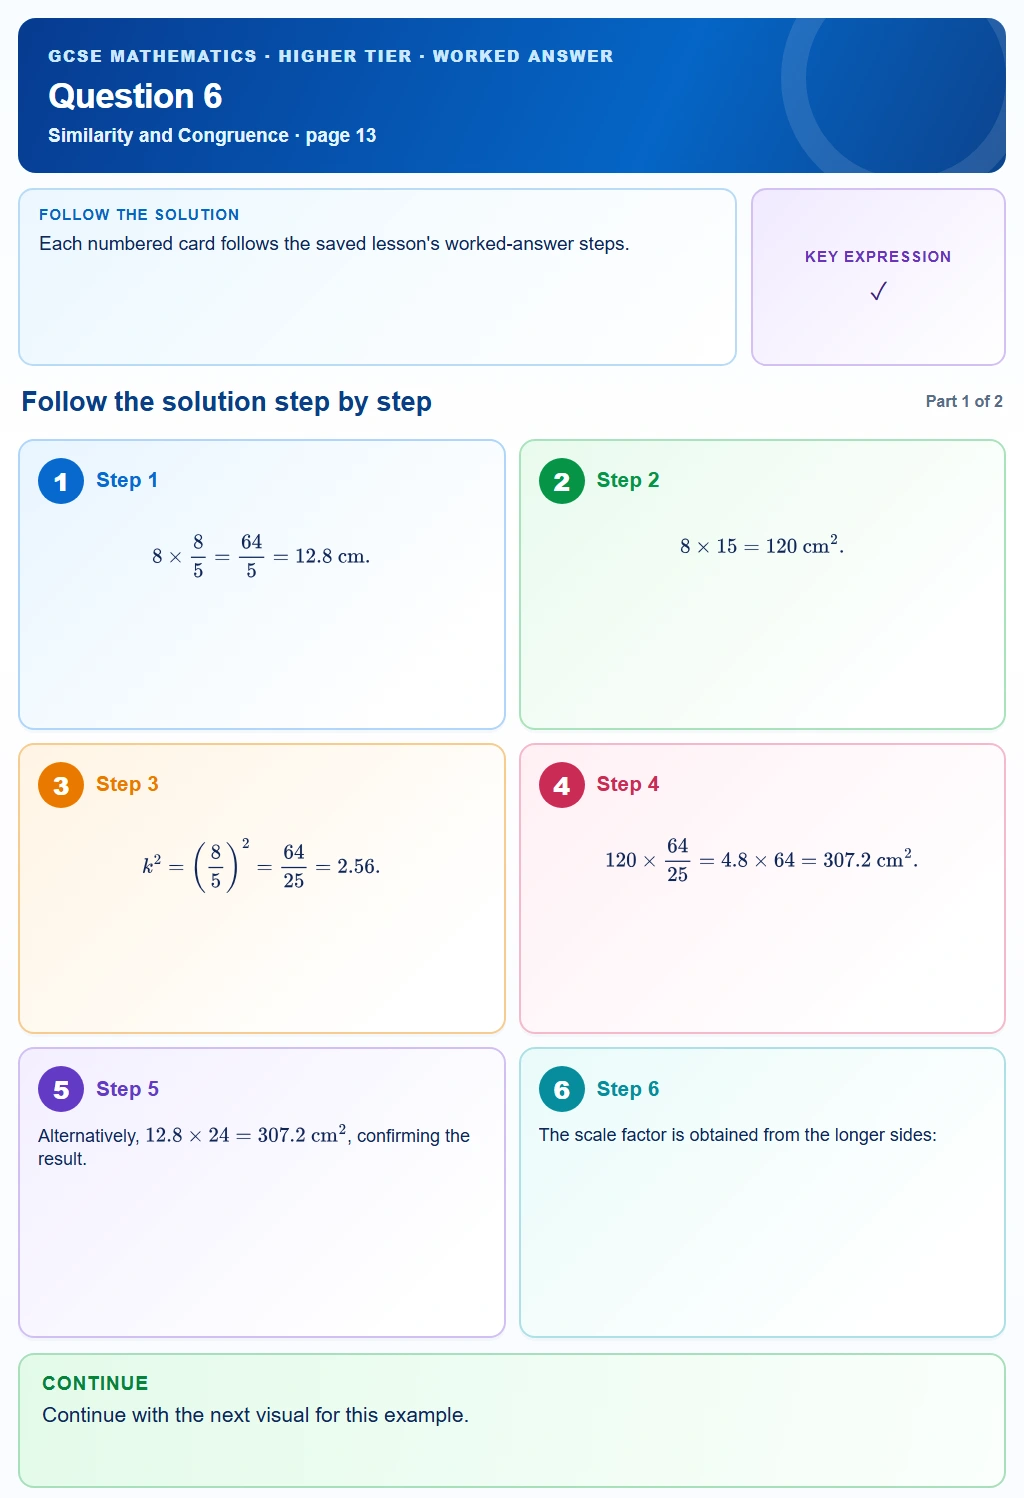 GCSE MATHEMATICS · HIGHER TIER · WORKED ANSWER
Question 6
Similarity and Congruence · page 13
FOLLOW THE SOLUTION
Each numbered card follows the saved lesson's worked-answer steps.
KEY EXPRESSION
✓
Follow the solution step by step
Part 1 of 2
1 Step 1
8 × 8/5 = 64/5 = 12.8 cm.
2 Step 2
8 × 15 = 120 cm².
3 Step 3
k² = (8/5)² = 64/25 = 2.56.
4 Step 4
120 × 64/25 = 4.8 × 64 = 307.2 cm².
5 Step 5
Alternatively, 12.8 × 24 = 307.2 cm², confirming the
result.
6 Step 6
The scale factor is obtained from the longer sides:
CONTINUE
Continue with the next visual for this example.